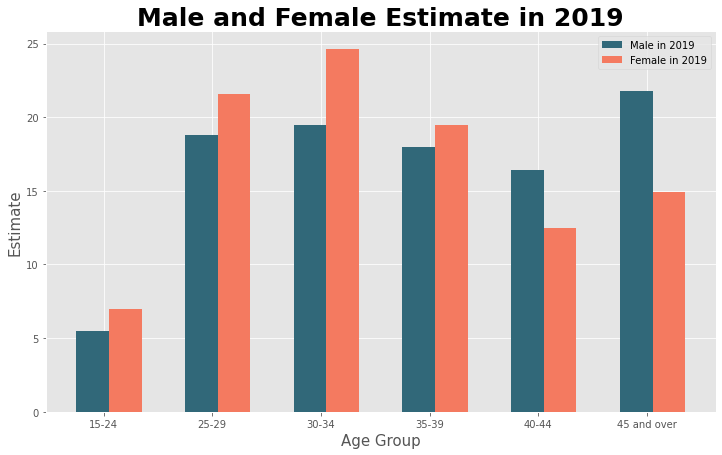 Male and Female Estimate in 2019
Male in 2019
Female in 2019
25
20
15
10
5
0
Estimate
15-24
25-29
30-34
35-39
40-44
45 and over
Age Group